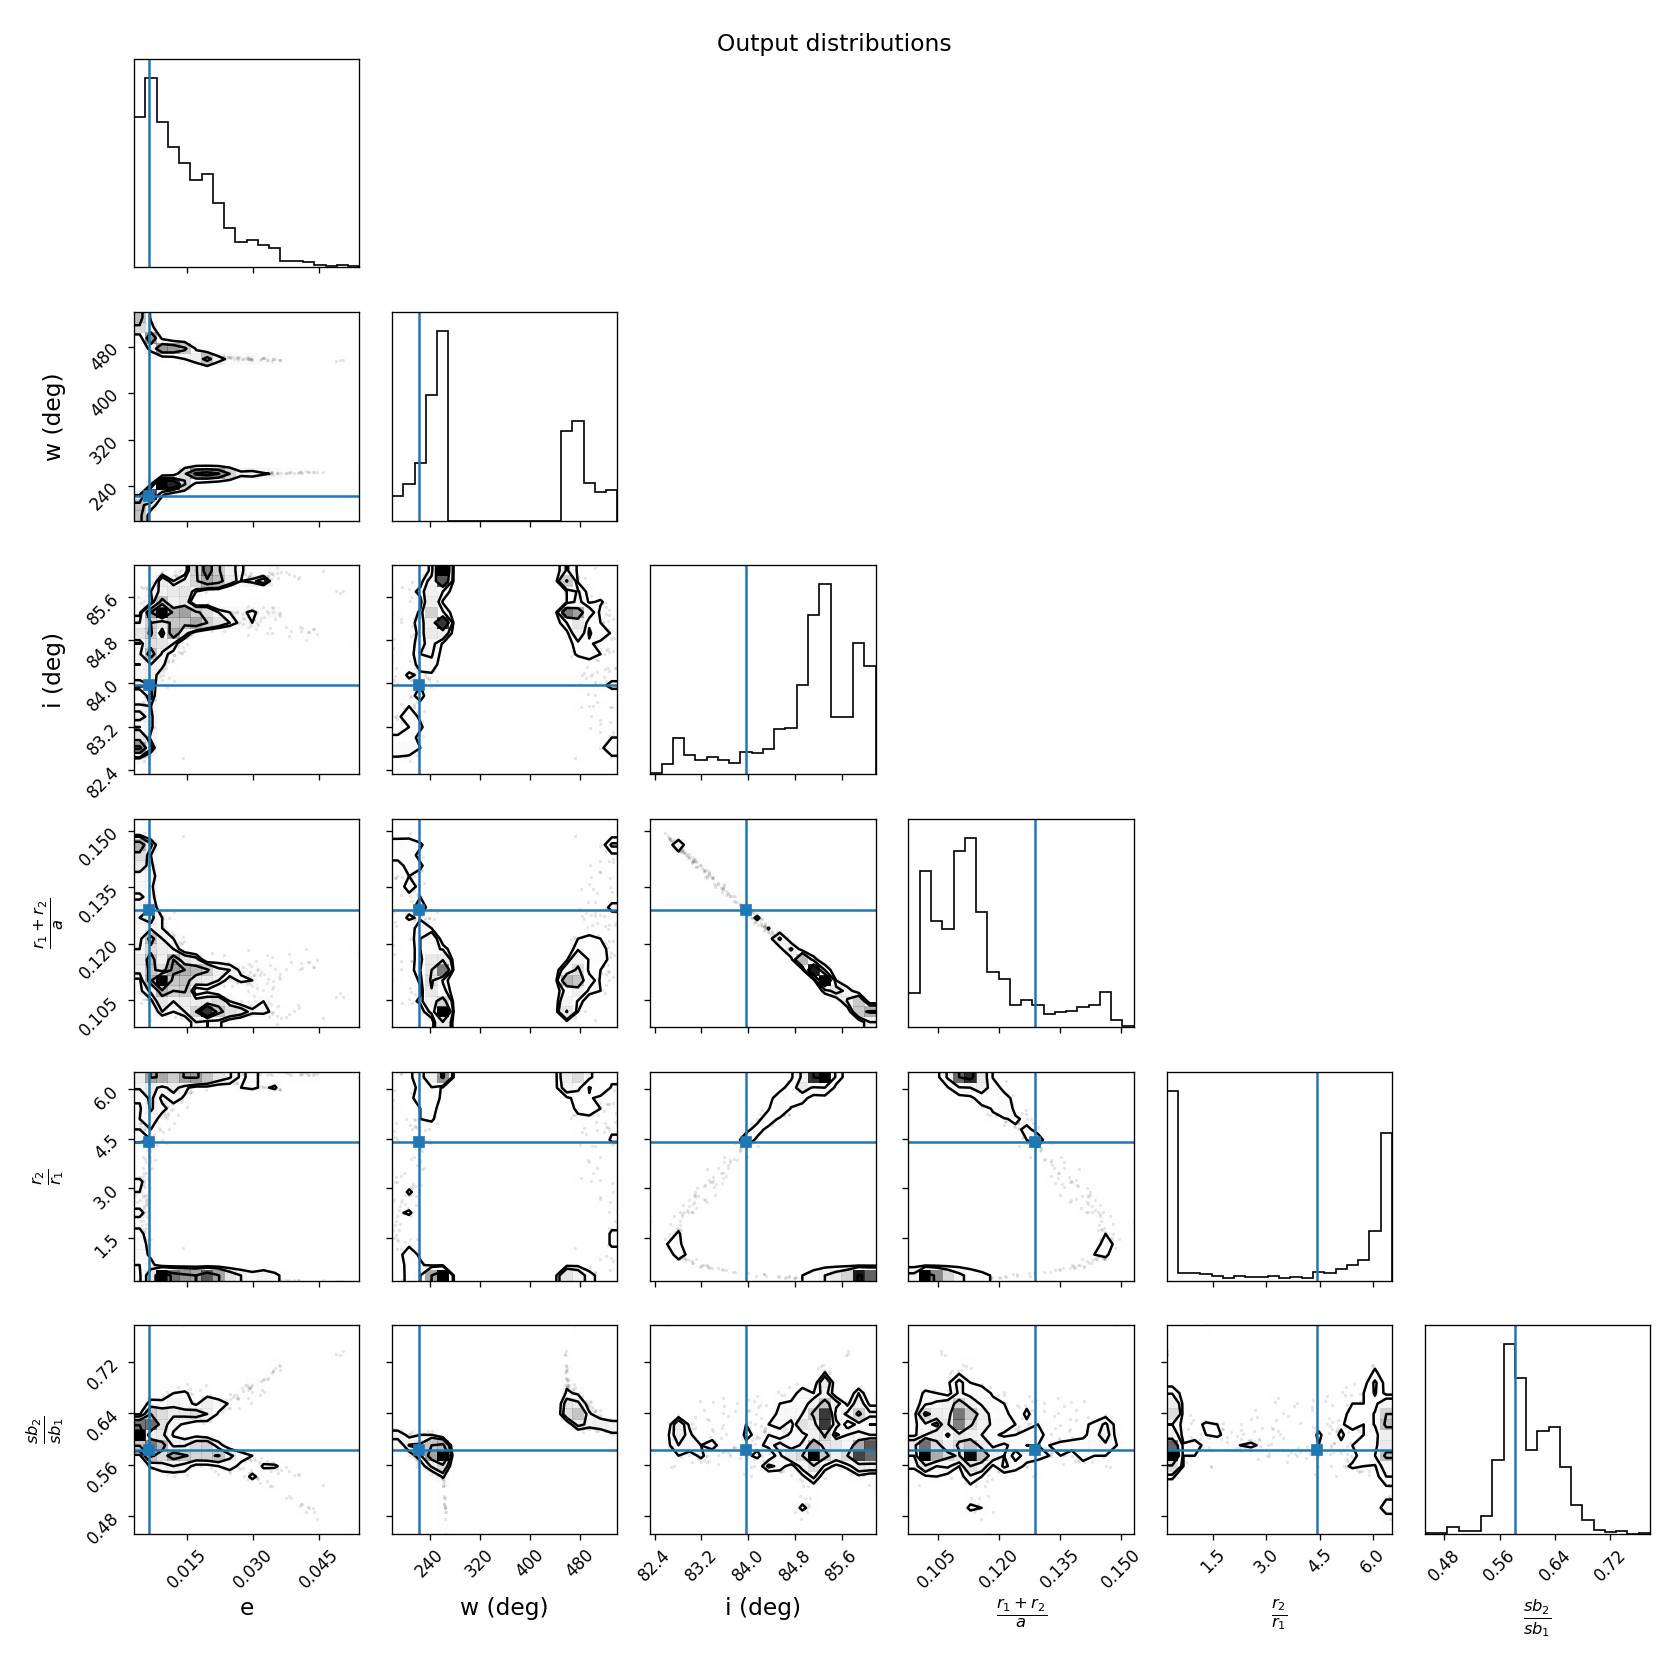 Output distributions
w (deg)
480
400
320
240
i (deg)
85.6
84.8
84.0
83.2
82.4
r₁ + r₂
a
0.150
0.135
0.120
0.105
r₂
r₁
6.0
4.5
3.0
1.5
sb₂
sb₁
0.72
0.64
0.56
0.48
0.015 0.030 0.045 240 320 400 480 82.4 83.2 84.0 84.8 85.6 0.105 0.120 0.135 0.150 1.5 3.0 4.5 6.0 0.48 0.56 0.64 0.72
e w (deg) i (deg) r₁ + r₂ r₂ sb₂
a r₁ sb₁